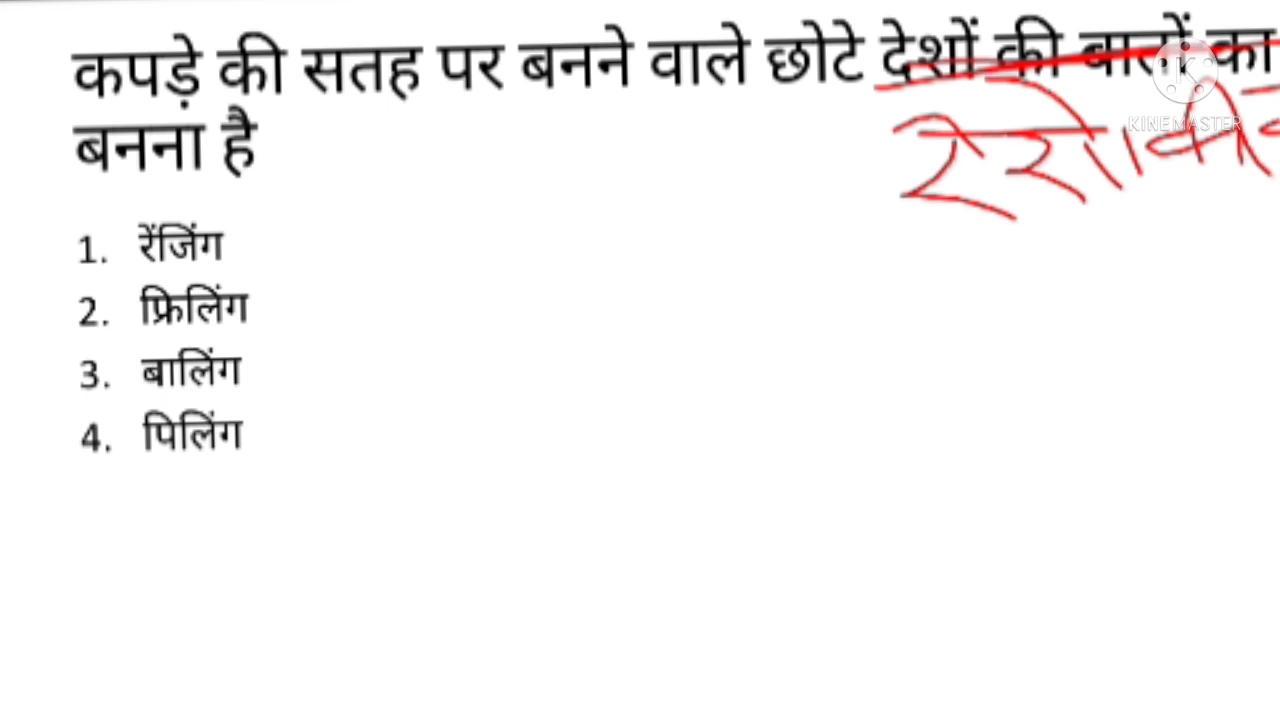 कपड़े की सतह पर बनने वाले छोटे देशों की बातों का
बनना है
KINEMASTER
1. रेंजिंग
2. फ्रिलिंग
3. बालिंग
4. पिलिंग